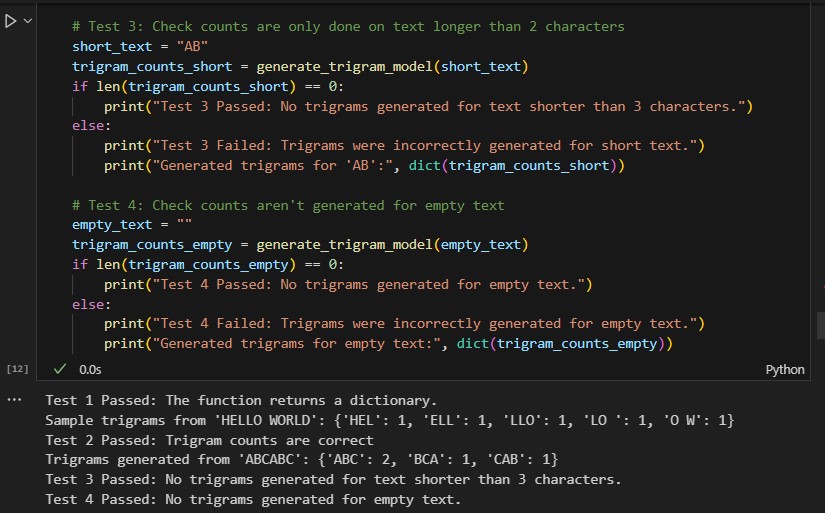 # Test 3: Check counts are only done on text longer than 2 characters
short_text = "AB"
trigram_counts_short = generate_trigram_model(short_text)
if len(trigram_counts_short) == 0:
    print("Test 3 Passed: No trigrams generated for text shorter than 3 characters.")
else:
    print("Test 3 Failed: Trigrams were incorrectly generated for short text.")
    print("Generated trigrams for 'AB':", dict(trigram_counts_short))
# Test 4: Check counts aren't generated for empty text
empty_text = ""
trigram_counts_empty = generate_trigram_model(empty_text)
if len(trigram_counts_empty) == 0:
    print("Test 4 Passed: No trigrams generated for empty text.")
else:
    print("Test 4 Failed: Trigrams were incorrectly generated for empty text.")
    print("Generated trigrams for empty text:", dict(trigram_counts_empty))
[12] ✓ 0.0s Python
... Test 1 Passed: The function returns a dictionary.
Sample trigrams from 'HELLO WORLD': {'HEL': 1, 'ELL': 1, 'LLO': 1, 'LO ': 1, 'O W': 1}
Test 2 Passed: Trigram counts are correct
Trigrams generated from 'ABCABC': {'ABC': 2, 'BCA': 1, 'CAB': 1}
Test 3 Passed: No trigrams generated for text shorter than 3 characters.
Test 4 Passed: No trigrams generated for empty text.